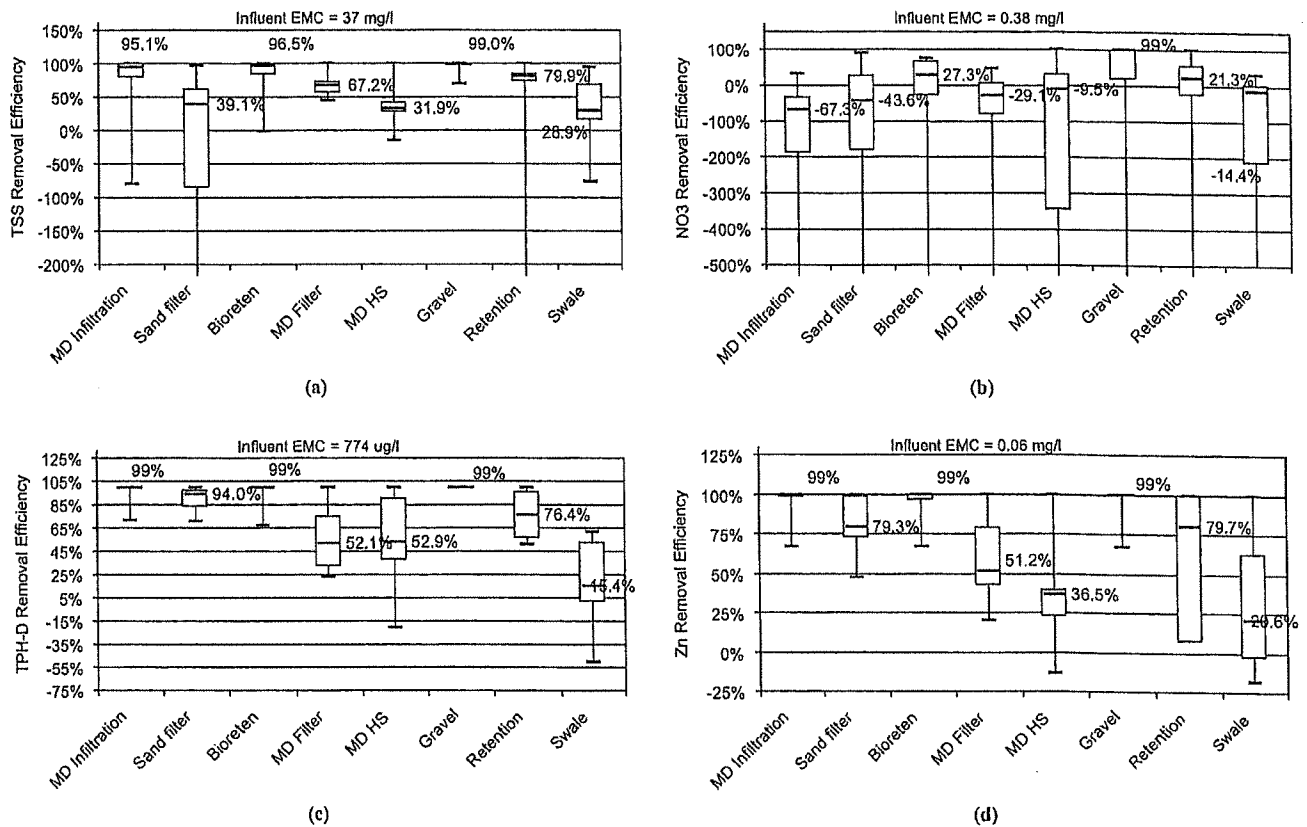 Influent EMC = 37 mg/l
TSS Removal Efficiency
150%
100%
50%
0%
-50%
-100%
-150%
-200%
95.1%
39.1%
96.5%
67.2%
31.9%
99.0%
79.9%
28.9%
MD Infiltration
Sand filter
Bioreten
MD Filter
MD HS
Gravel
Retention
Swale
(a)
Influent EMC = 0.38 mg/l
NO3 Removal Efficiency
100%
0%
-100%
-200%
-300%
-400%
-500%
-67.3%
-43.6%
27.3%
-29.1%
-9.5%
99%
21.3%
-14.4%
MD Infiltration
Sand filter
Bioreten
MD Filter
MD HS
Gravel
Retention
Swale
(b)
Influent EMC = 774 ug/l
TPH-D Removal Efficiency
125%
105%
85%
65%
45%
25%
5%
-15%
-35%
-55%
-75%
99%
94.0%
99%
52.1%
52.9%
99%
76.4%
15.4%
MD Infiltration
Sand filter
Bioreten
MD Filter
MD HS
Gravel
Retention
Swale
(c)
Influent EMC = 0.06 mg/l
Zn Removal Efficiency
125%
100%
75%
50%
25%
0%
-25%
99%
79.3%
99%
51.2%
36.5%
99%
79.7%
20.6%
MD Infiltration
Sand filter
Bioreten
MD Filter
MD HS
Gravel
Retention
Swale
(d)